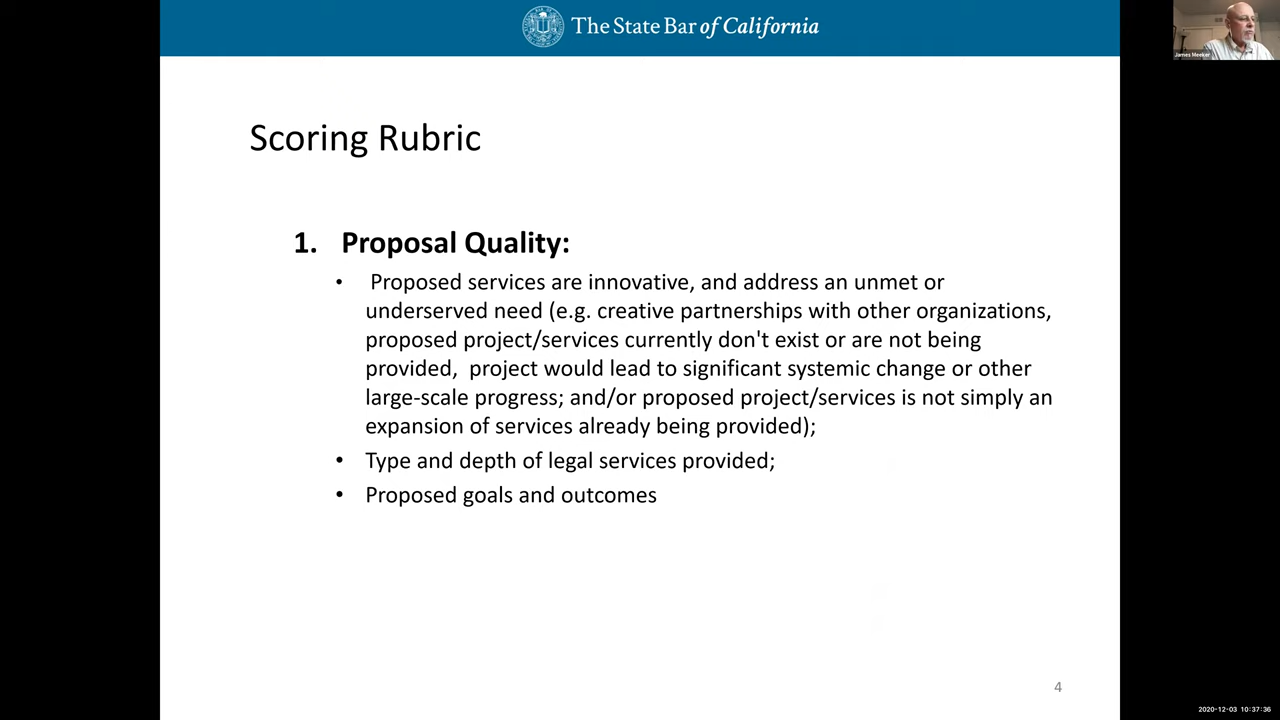 The State Bar of California
James Meeker
Scoring Rubric
1. Proposal Quality:
• Proposed services are innovative, and address an unmet or
underserved need (e.g. creative partnerships with other organizations,
proposed project/services currently don't exist or are not being
provided, project would lead to significant systemic change or other
large-scale progress; and/or proposed project/services is not simply an
expansion of services already being provided);
• Type and depth of legal services provided;
• Proposed goals and outcomes
4
2020-12-03 10:37:36